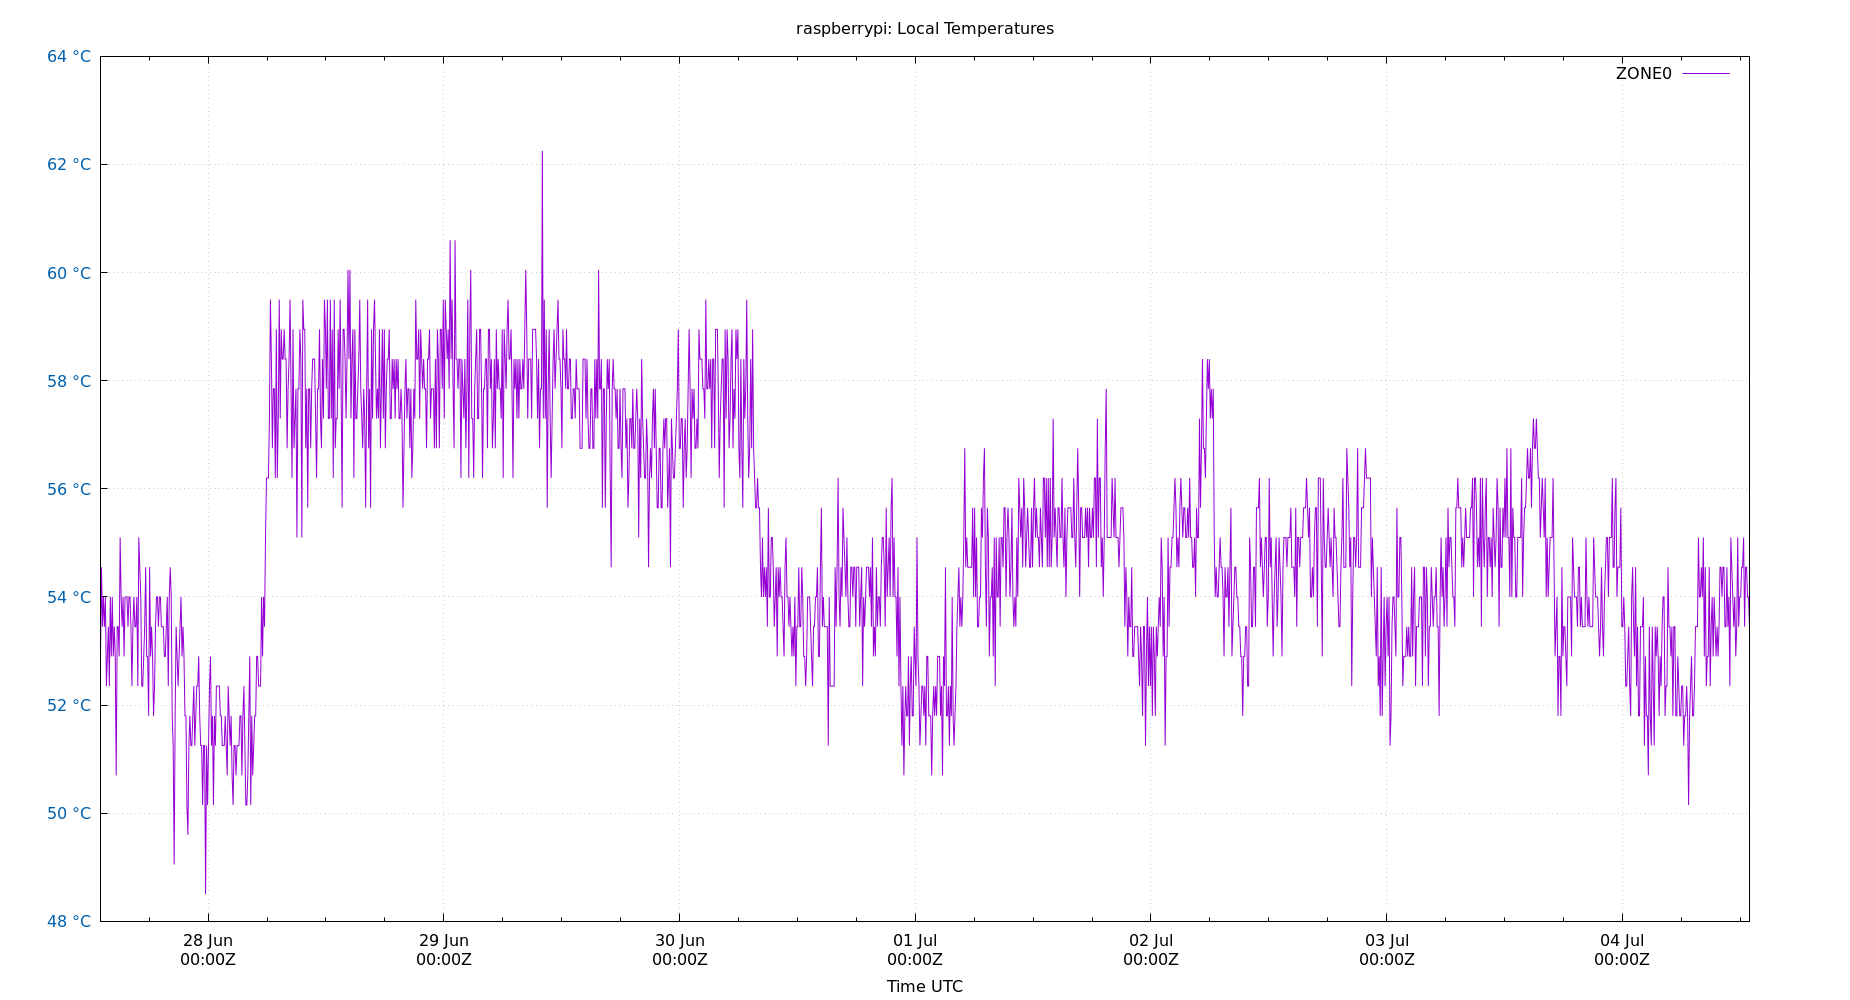 raspberrypi: Local Temperatures
ZONE0
64 °C
62 °C
60 °C
58 °C
56 °C
54 °C
52 °C
50 °C
48 °C
28 Jun 29 Jun 30 Jun 01 Jul 02 Jul 03 Jul 04 Jul
00:00Z 00:00Z 00:00Z 00:00Z 00:00Z 00:00Z 00:00Z
Time UTC